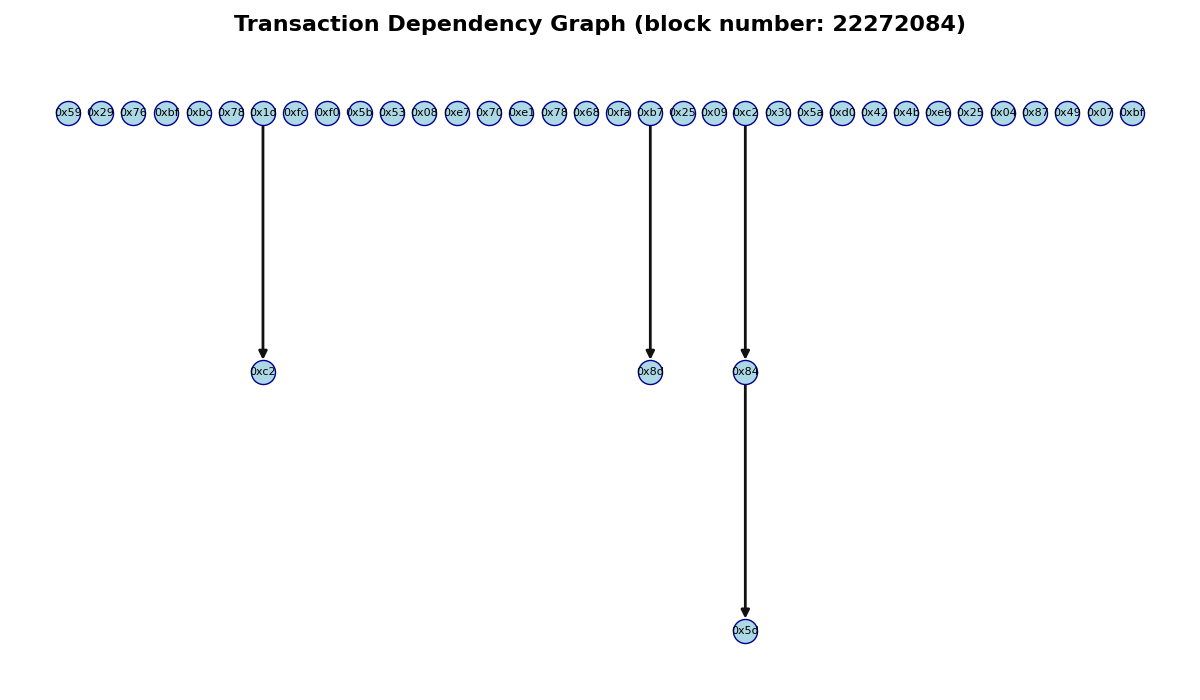 Transaction Dependency Graph (block number: 22272084)
0x59 0x29 0x76 0xbf 0xbc 0x78 0x1d 0xfc 0xf0 0x5b 0x53 0x08 0xe7 0x70 0xe1 0x78 0x68 0xfa 0xb7 0x25 0x09 0xc2 0x30 0x5a 0xd0 0x42 0x4b 0xe6 0x25 0x04 0x87 0x49 0x07 0xbf
0xc2 0x8d 0x84
0x5d